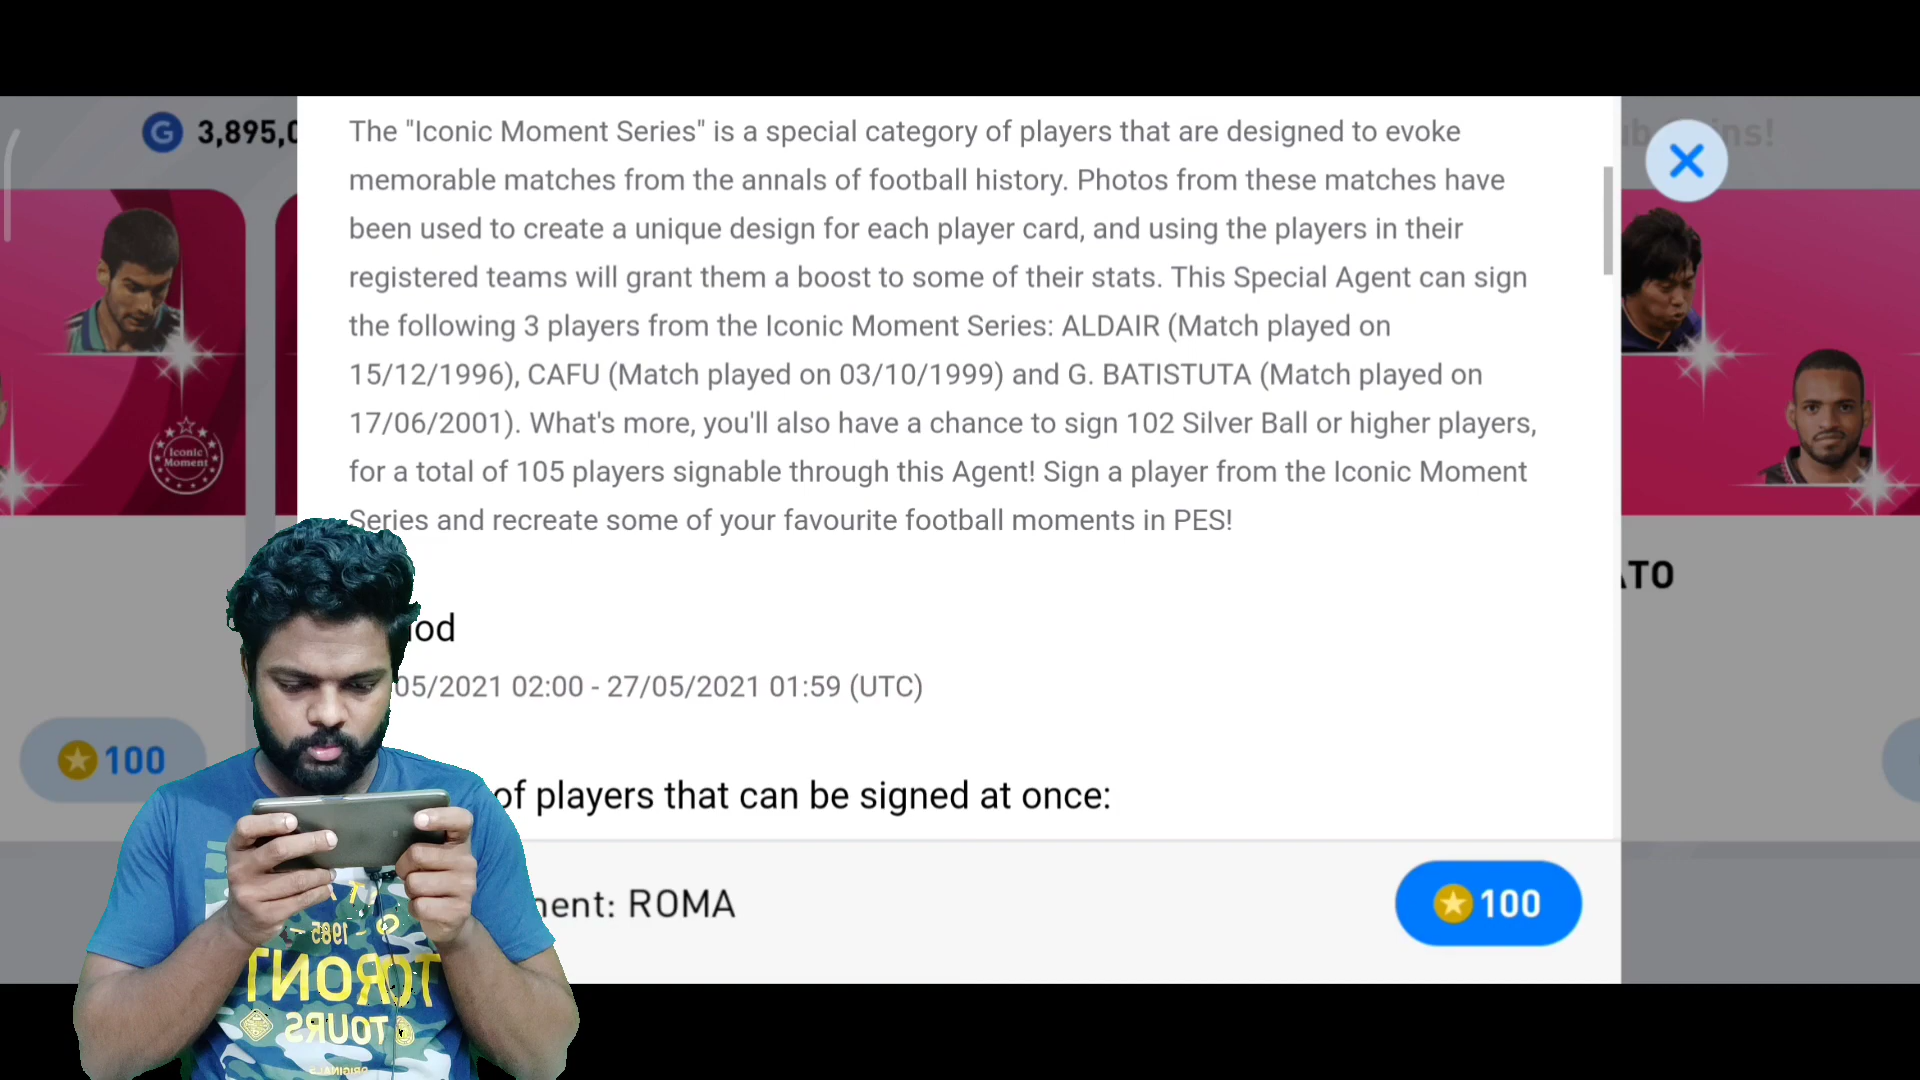 3,895,0
The "Iconic Moment Series" is a special category of players that are designed to evoke
memorable matches from the annals of football history. Photos from these matches have
been used to create a unique design for each player card, and using the players in their
registered teams will grant them a boost to some of their stats. This Special Agent can sign
the following 3 players from the Iconic Moment Series: ALDAIR (Match played on
15/12/1996), CAFU (Match played on 03/10/1999) and G. BATISTUTA (Match played on
17/06/2001). What's more, you'll also have a chance to sign 102 Silver Ball or higher players,
for a total of 105 players signable through this Agent! Sign a player from the Iconic Moment
Series and recreate some of your favourite football moments in PES!
Iconic
Moment
ATO
od
05/2021 02:00 - 27/05/2021 01:59 (UTC)
100
of players that can be signed at once:
ment: ROMA
100
1985
TORONT
TOURS
ORIGINALS